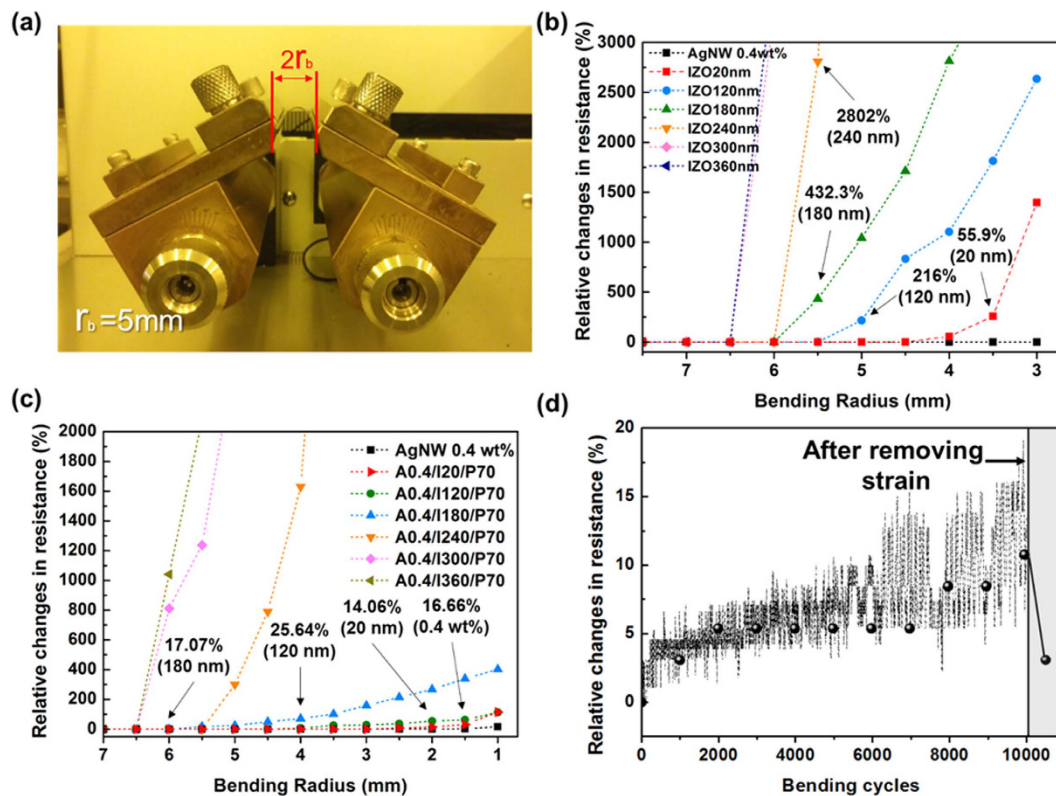 (a)
2r_b
r_b =5mm
(b)
Relative changes in resistance (%)
3000
2500
2000
1500
1000
500
0
AgNW 0.4wt%
IZO20nm
IZO120nm
IZO180nm
IZO240nm
IZO300nm
IZO360nm
2802%
(240 nm)
432.3%
(180 nm)
55.9%
(20 nm)
216%
(120 nm)
7 6 5 4 3
Bending Radius (mm)
(c)
Relative changes in resistance (%)
2000
1800
1600
1400
1200
1000
800
600
400
200
0
AgNW 0.4 wt%
A0.4/I20/P70
A0.4/I120/P70
A0.4/I180/P70
A0.4/I240/P70
A0.4/I300/P70
A0.4/I360/P70
17.07%
(180 nm)
25.64%
(120 nm)
14.06%
(20 nm)
16.66%
(0.4 wt%)
7 6 5 4 3 2 1
Bending Radius (mm)
(d)
Relative changes in resistance (%)
20
15
10
5
0
After removing
strain
0 2000 4000 6000 8000 10000
Bending cycles